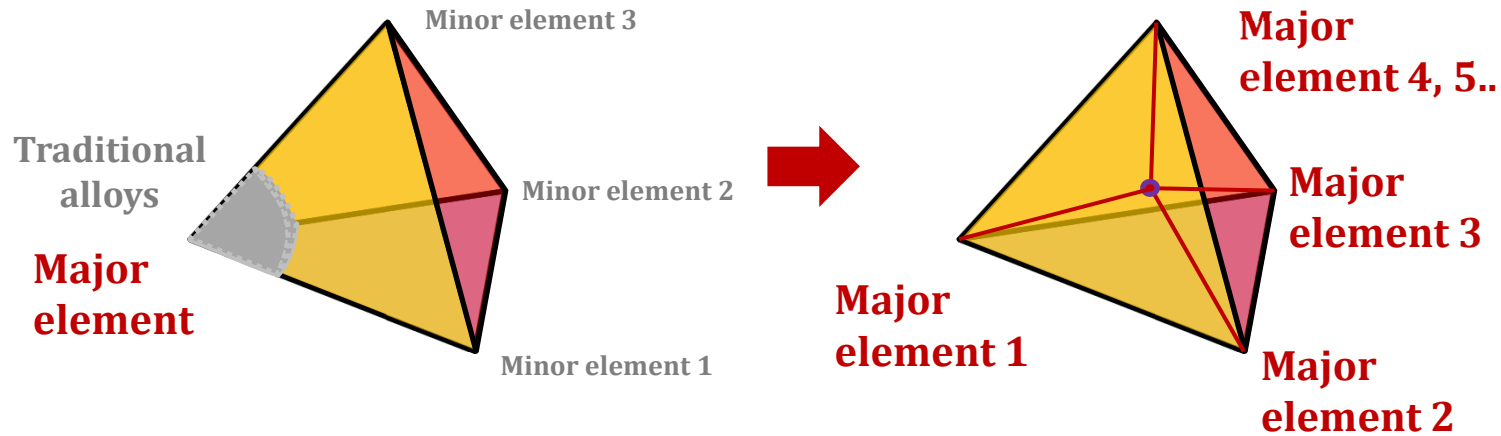 Minor element 3
Traditional
alloys
Minor element 2
Major
element
Minor element 1
Major
element 4, 5..
Major
element 3
Major
element 1
Major
element 2